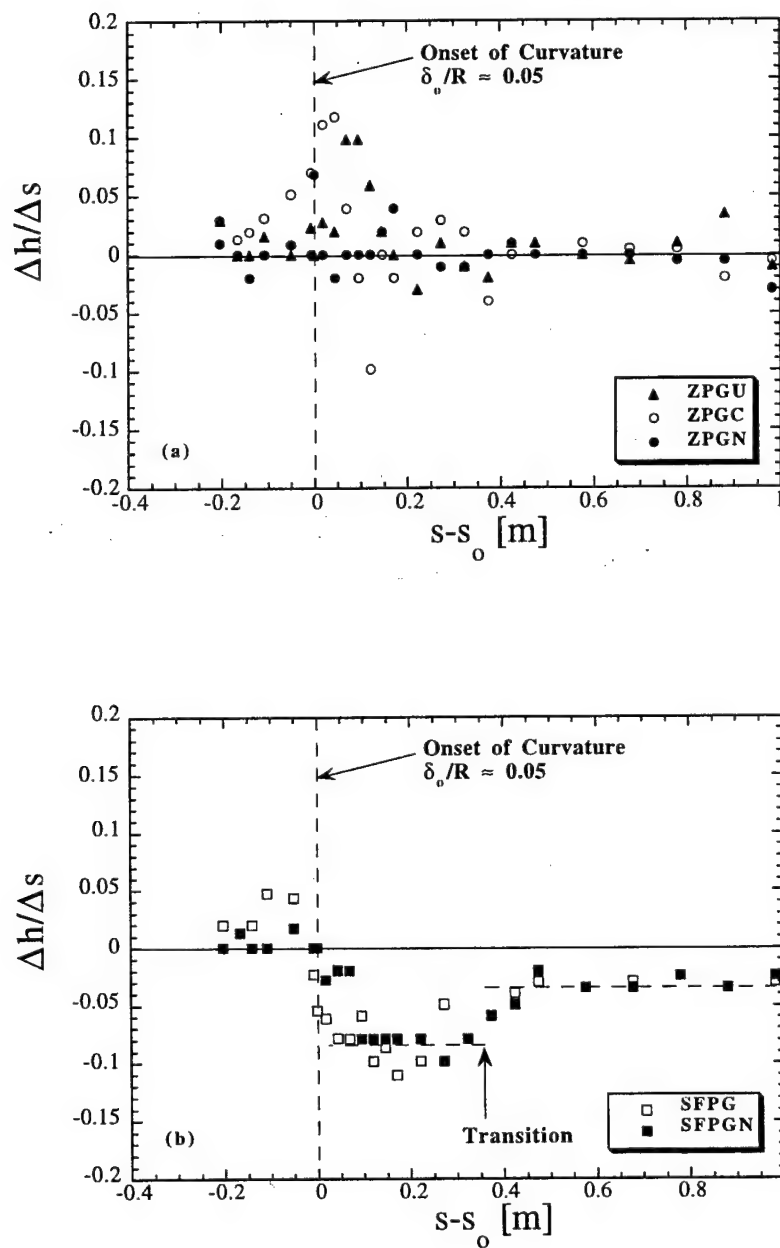 0.2
Onset of Curvature
δo/R ≈ 0.05
0.15
0.1
0.05
0
-0.05
-0.1
-0.15
-0.2
Δh/Δs
ZPGU
ZPGC
ZPGN
(a)
-0.4 -0.2 0 0.2 0.4 0.6 0.8 1
s-so [m]
0.2
Onset of Curvature
δo/R ≈ 0.05
0.15
0.1
0.05
0
-0.05
-0.1
-0.15
-0.2
Δh/Δs
SFPG
SFPGN
(b)
Transition
-0.4 -0.2 0 0.2 0.4 0.6 0.8
s-so [m]